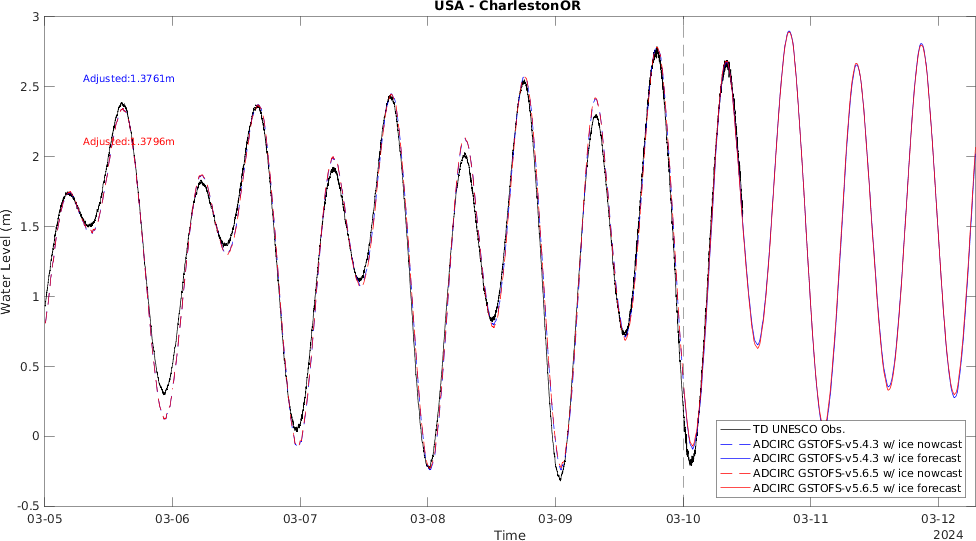 USA - CharlestonOR
3
2.5
2
1.5
1
0.5
0
-0.5
Water Level (m)
Adjusted:1.3761m
Adjusted:1.3796m
TD UNESCO Obs.
ADCIRC GSTOFS-v5.4.3 w/ ice nowcast
ADCIRC GSTOFS-v5.4.3 w/ ice forecast
ADCIRC GSTOFS-v5.6.5 w/ ice nowcast
ADCIRC GSTOFS-v5.6.5 w/ ice forecast
03-05 03-06 03-07 03-08 03-09 03-10 03-11 03-12
Time
2024